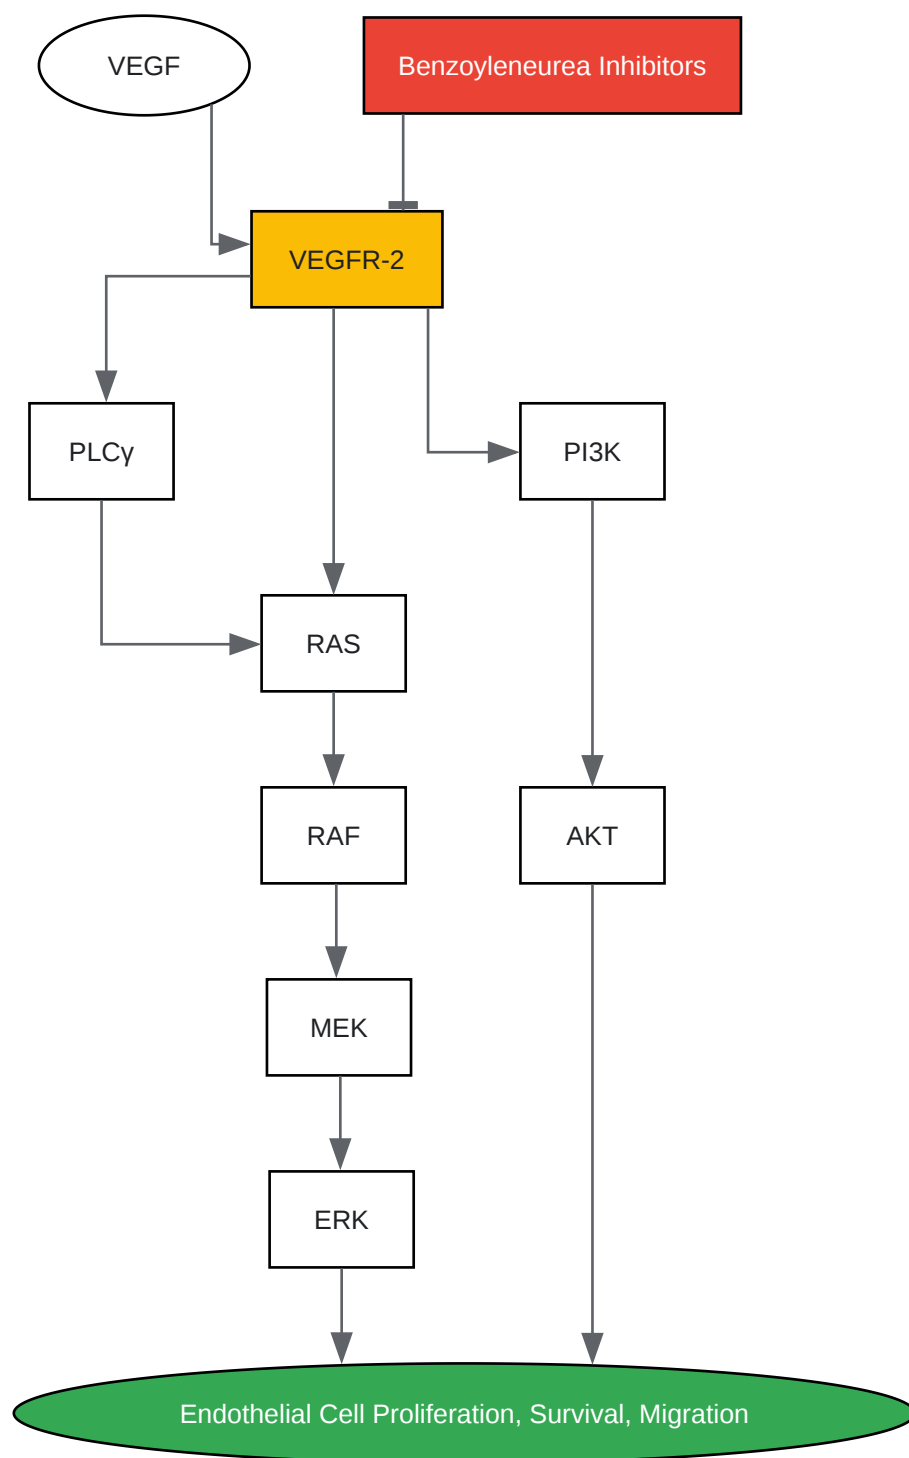 VEGF
Benzoyleneurea Inhibitors
VEGFR-2
PLCγ
PI3K
RAS
RAF
AKT
MEK
ERK
Endothelial Cell Proliferation, Survival, Migration